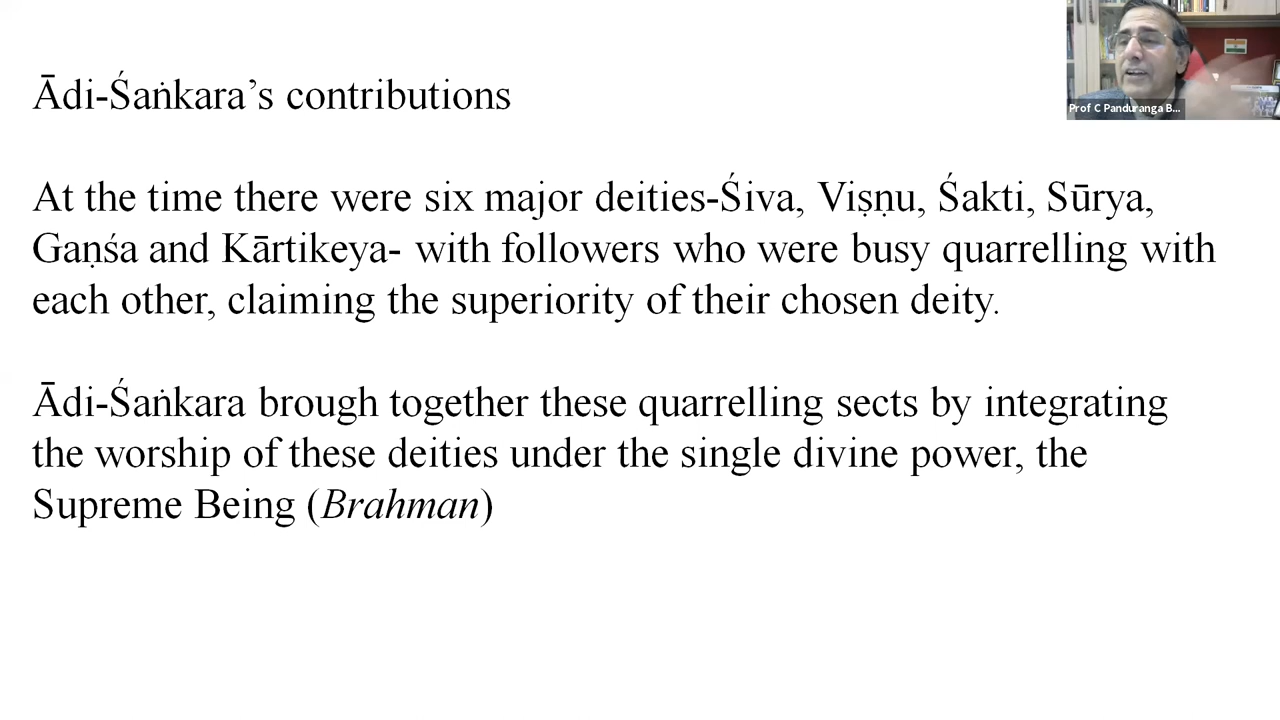 Ādi-Śaṅkara’s contributions
At the time there were six major deities-Śiva, Viṣṇu, Śakti, Sūrya,
Gaṇśa and Kārtikeya- with followers who were busy quarrelling with
each other, claiming the superiority of their chosen deity.
Ādi-Śaṅkara brough together these quarrelling sects by integrating
the worship of these deities under the single divine power, the
Supreme Being (Brahman)
Prof C Panduranga B...